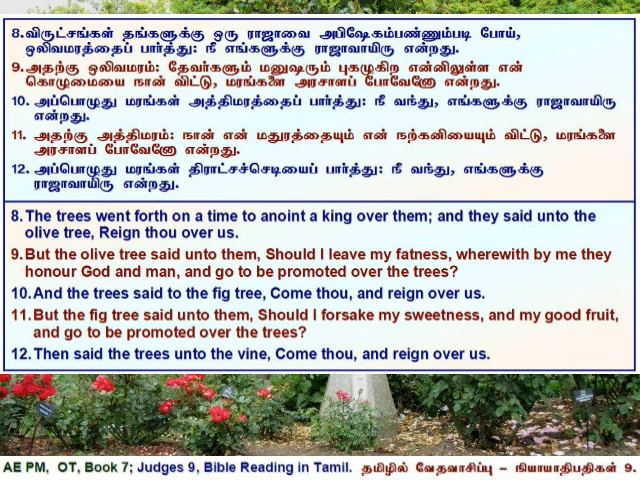 8.விருட்சங்கள் தங்களுக்கு ஒரு ராஜாவை அபிஷேகம்பண்ணும்படி போய்,
ஒலிவமரத்தைப் பார்த்து: நீ எங்களுக்கு ராஜாவாயிரு என்றது.
9.அதற்கு ஒலிவமரம்: தேவர்களும் மனுஷரும் புகழுகிற என்னிலுள்ள என்
கொழுமையை நான் விட்டு, மரங்களை அரசாளப் போவேனோ என்றது.
10. அப்பொழுது மரங்கள் அத்திமரத்தைப் பார்த்து: நீ வந்து, எங்களுக்கு ராஜாவாயிரு
என்றது.
11. அதற்கு அத்திமரம்: நான் என் மதுரத்தையும் என் நற்கனியையும் விட்டு, மரங்களை
அரசாளப் போவேனோ என்றது.
12. அப்பொழுது மரங்கள் திராட்சச்செடியைப் பார்த்து: நீ வந்து, எங்களுக்கு
ராஜாவாயிரு என்றது.
8. The trees went forth on a time to anoint a king over them; and they said unto the
olive tree, Reign thou over us.
9. But the olive tree said unto them, Should I leave my fatness, wherewith by me they
honour God and man, and go to be promoted over the trees?
10. And the trees said to the fig tree, Come thou, and reign over us.
11. But the fig tree said unto them, Should I forsake my sweetness, and my good fruit,
and go to be promoted over the trees?
12. Then said the trees unto the vine, Come thou, and reign over us.
AE PM, OT, Book 7; Judges 9, Bible Reading in Tamil. தமிழில் வேதவாசிப்பு – நியாயாதிபதிகள் 9.